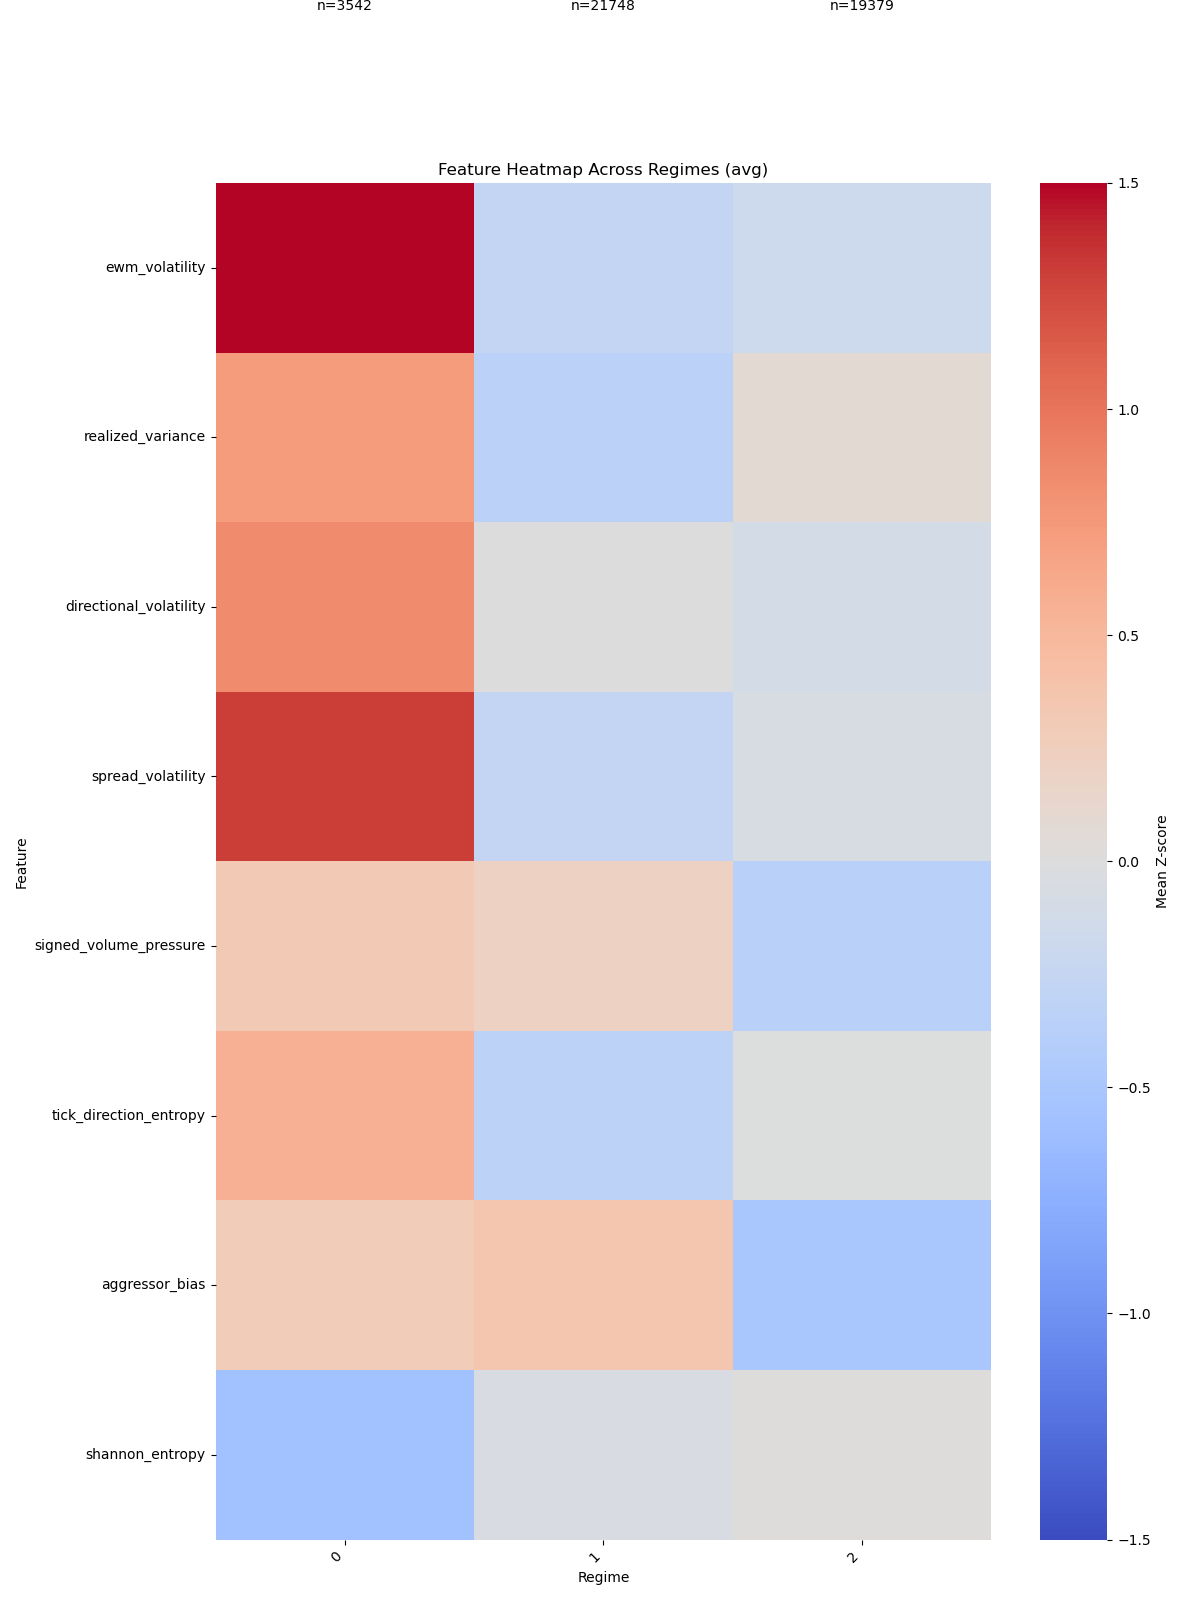 n=3542 n=21748 n=19379
Feature Heatmap Across Regimes (avg)
ewm_volatility
realized_variance
directional_volatility
spread_volatility
signed_volume_pressure
tick_direction_entropy
aggressor_bias
shannon_entropy
Feature
0 1 2
Regime
1.5
1.0
0.5
0.0
−0.5
−1.0
−1.5
Mean Z-score